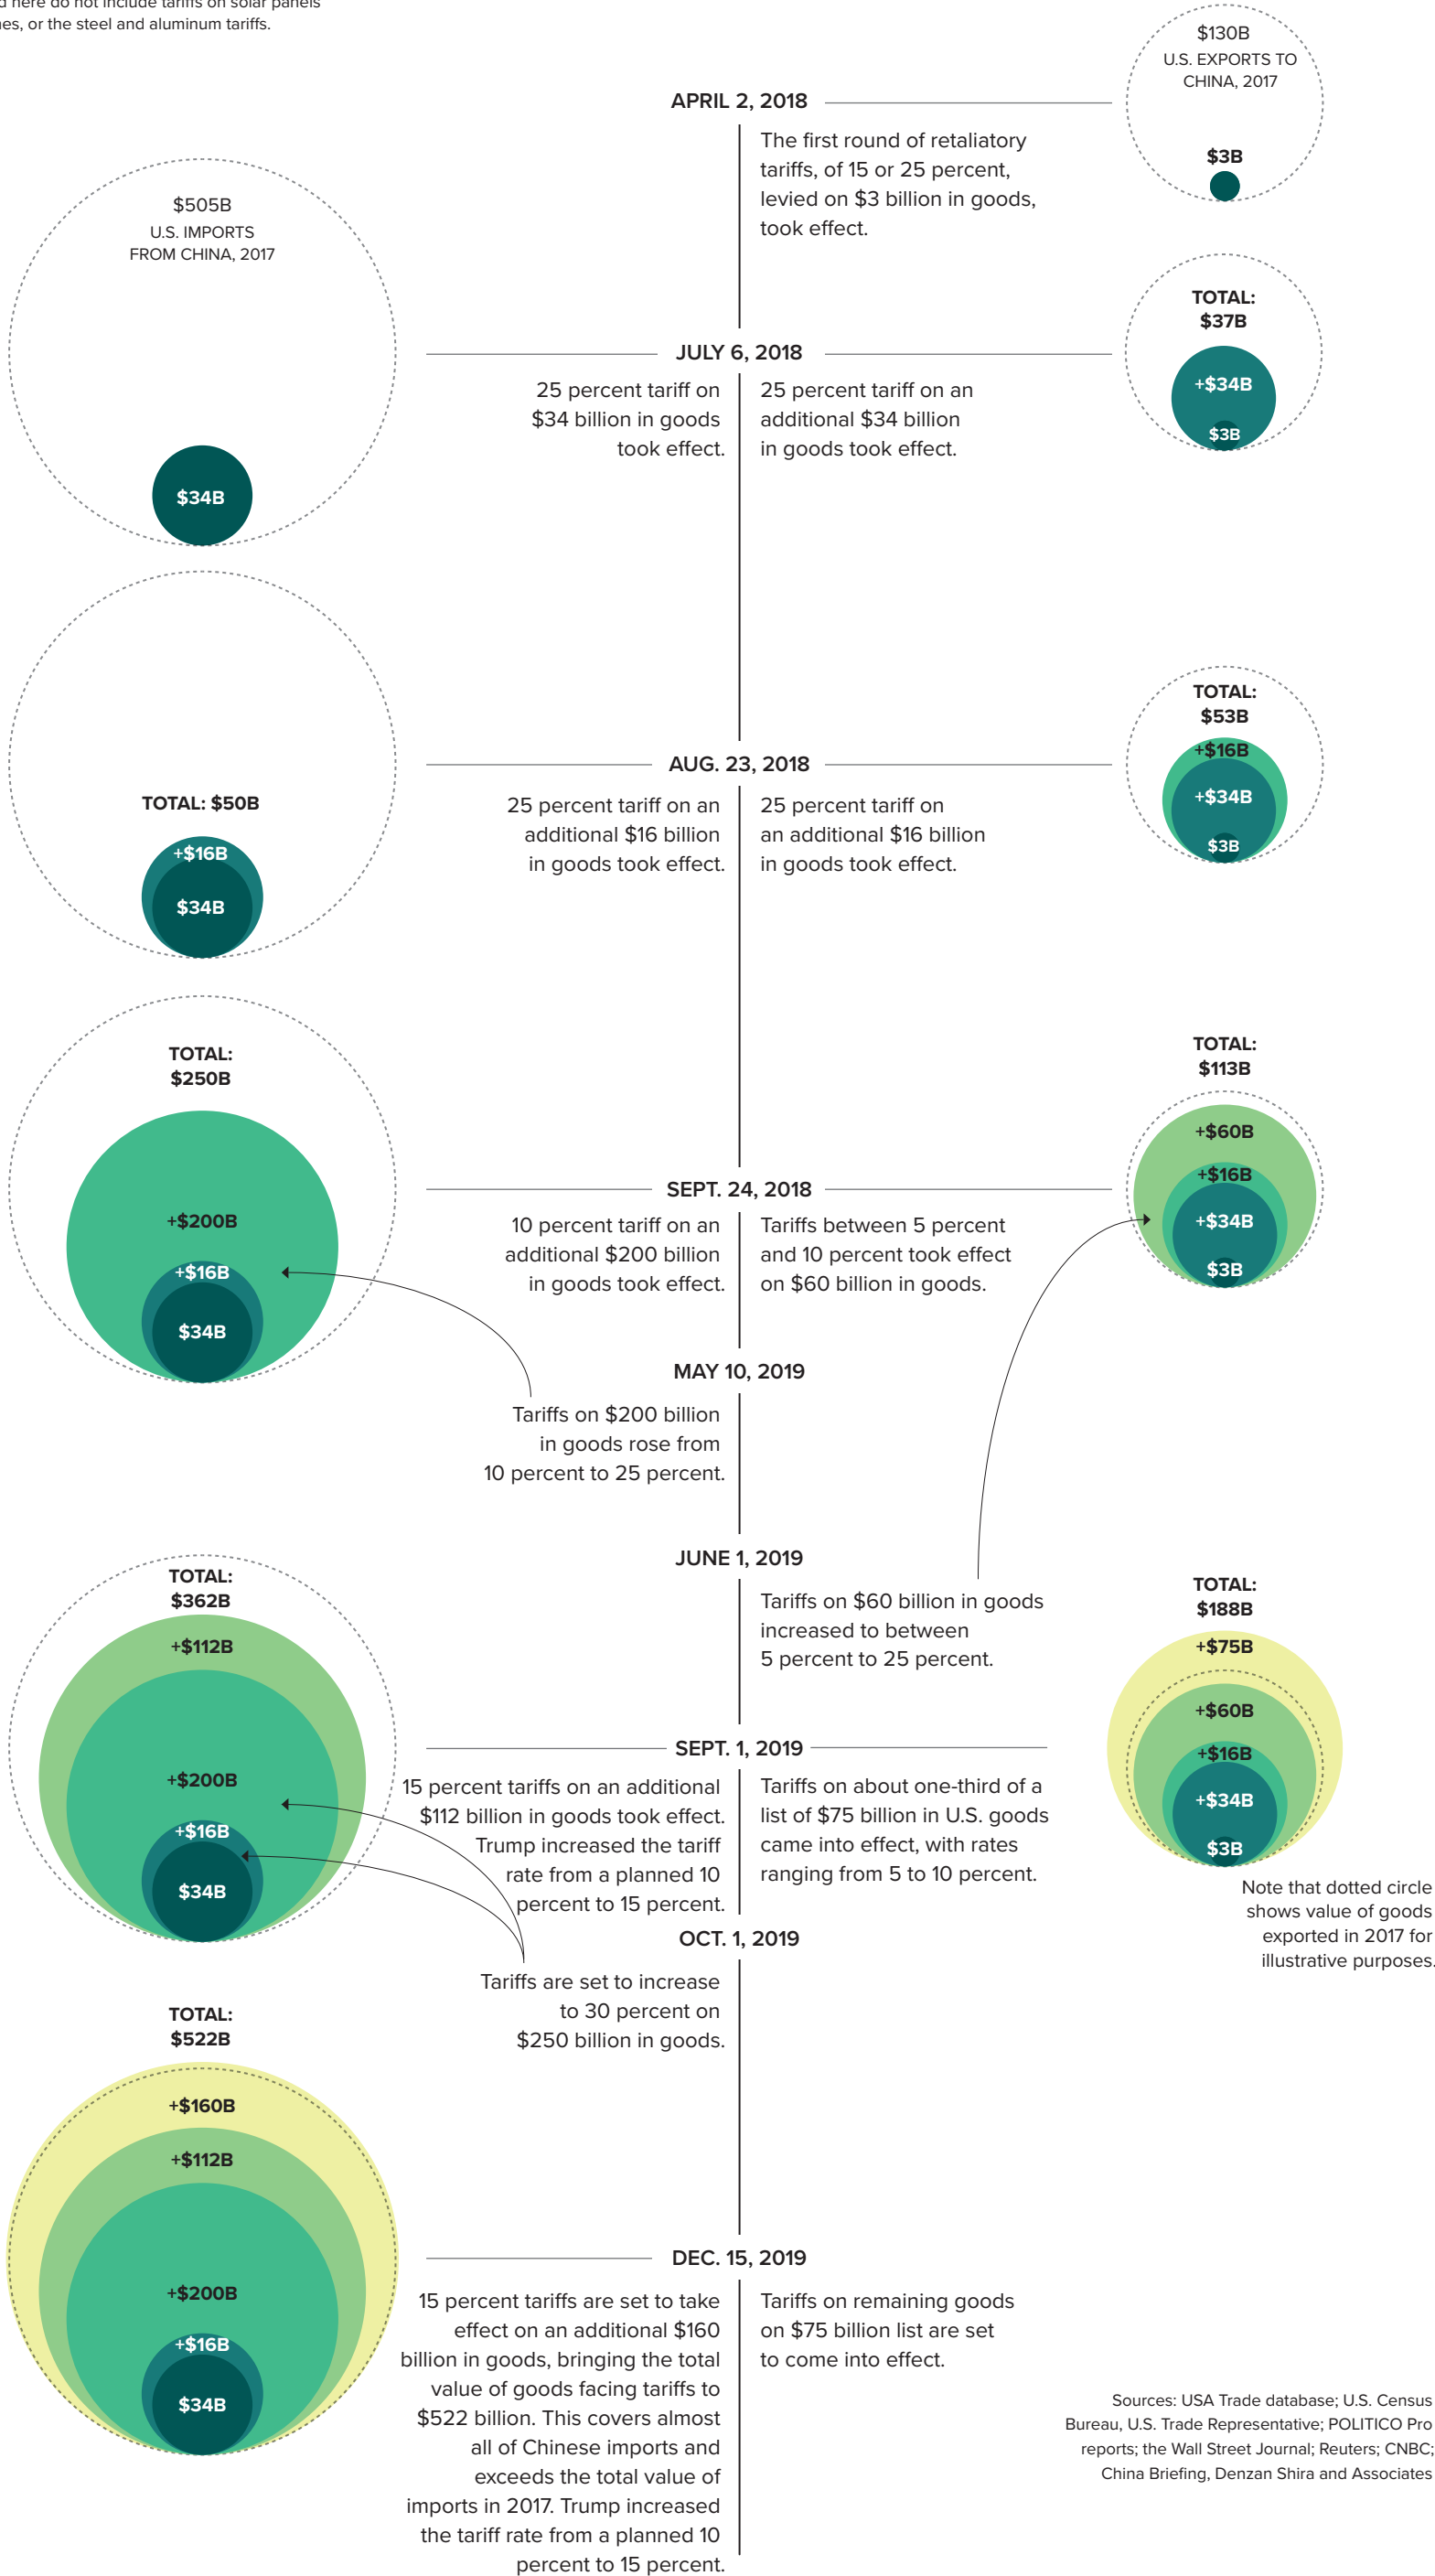 d here do not include tariffs on solar panels
nes, or the steel and aluminum tariffs.
$130B
U.S. EXPORTS TO
CHINA, 2017
$3B
APRIL 2, 2018
The first round of retaliatory
tariffs, of 15 or 25 percent,
levied on $3 billion in goods,
took effect.
$505B
U.S. IMPORTS
FROM CHINA, 2017
$34B
JULY 6, 2018
25 percent tariff on
$34 billion in goods
took effect.
25 percent tariff on an
additional $34 billion
in goods took effect.
TOTAL:
$37B
+$34B
$3B
TOTAL: $50B
+$16B
$34B
AUG. 23, 2018
25 percent tariff on an
additional $16 billion
in goods took effect.
25 percent tariff on
an additional $16 billion
in goods took effect.
TOTAL:
$53B
+$16B
+$34B
$3B
TOTAL:
$250B
+$200B
+$16B
$34B
SEPT. 24, 2018
10 percent tariff on an
additional $200 billion
in goods took effect.
Tariffs between 5 percent
and 10 percent took effect
on $60 billion in goods.
TOTAL:
$113B
+$60B
+$16B
+$34B
$3B
MAY 10, 2019
Tariffs on $200 billion
in goods rose from
10 percent to 25 percent.
JUNE 1, 2019
Tariffs on $60 billion in goods
increased to between
5 percent to 25 percent.
TOTAL:
$362B
+$112B
+$200B
+$16B
$34B
SEPT. 1, 2019
15 percent tariffs on an additional
$112 billion in goods took effect.
Trump increased the tariff
rate from a planned 10
percent to 15 percent.
Tariffs on about one-third of a
list of $75 billion in U.S. goods
came into effect, with rates
ranging from 5 to 10 percent.
TOTAL:
$188B
+$75B
+$60B
+$16B
+$34B
$3B
Note that dotted circle
shows value of goods
exported in 2017 for
illustrative purposes.
OCT. 1, 2019
Tariffs are set to increase
to 30 percent on
$250 billion in goods.
TOTAL:
$522B
+$160B
+$112B
+$200B
+$16B
$34B
DEC. 15, 2019
15 percent tariffs are set to take
effect on an additional $160
billion in goods, bringing the total
value of goods facing tariffs to
$522 billion. This covers almost
all of Chinese imports and
exceeds the total value of
imports in 2017. Trump increased
the tariff rate from a planned 10
percent to 15 percent.
Tariffs on remaining goods
on $75 billion list are set
to come into effect.
Sources: USA Trade database; U.S. Census
Bureau, U.S. Trade Representative; POLITICO Pro
reports; the Wall Street Journal; Reuters; CNBC;
China Briefing, Denzan Shira and Associates